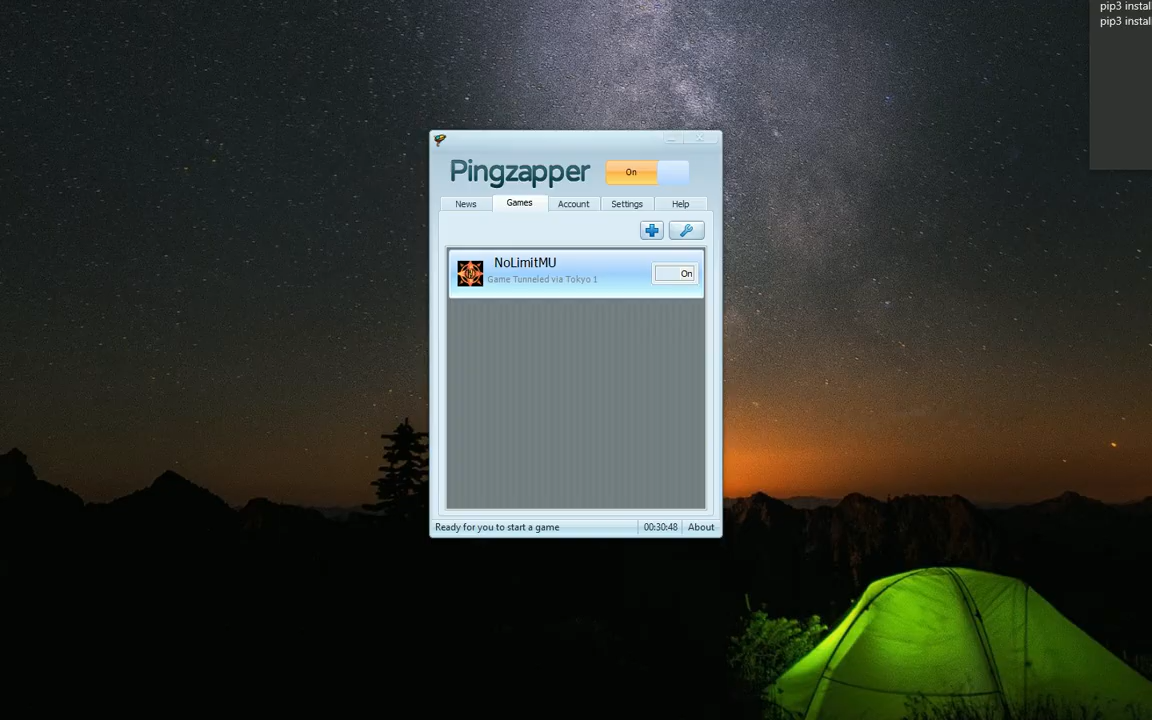 pip3 instal
pip3 instal
Pingzapper
On
News
Games
Account
Settings
Help
NoLimitMU
Game Tunneled via Tokyo 1
On
Ready for you to start a game
00:30:48
About